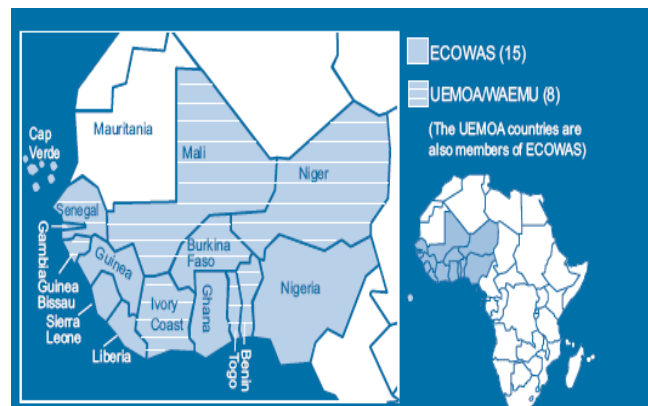 ECOWAS (15)
UEMOA/WAEMU (8)
(The UEMOA countries are
also members of ECOWAS)
Mauritania
Cap
Verde
Mali
Niger
Senegal
Gambia
Guinea
Bissau
Guinea
Burkina
Faso
Sierra
Leone
Liberia
Ivory
Coast
Ghana
Togo
Benin
Nigeria